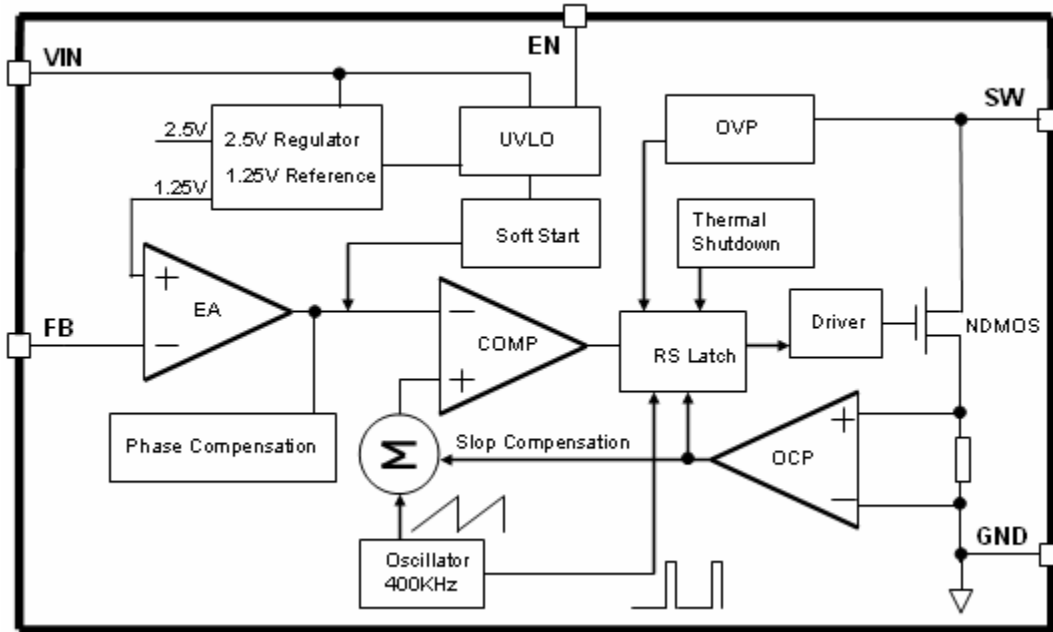 EN
VIN
SW
2.5V
2.5V Regulator
1.25V Reference
UVLO
OVP
1.25V
Soft Start
Thermal
Shutdown
+
EA
−
FB
−
COMP
+
RS Latch
Driver
NDMOS
Phase Compensation
Σ
Slop Compensation
+
OCP
−
GND
Oscillator
400KHz